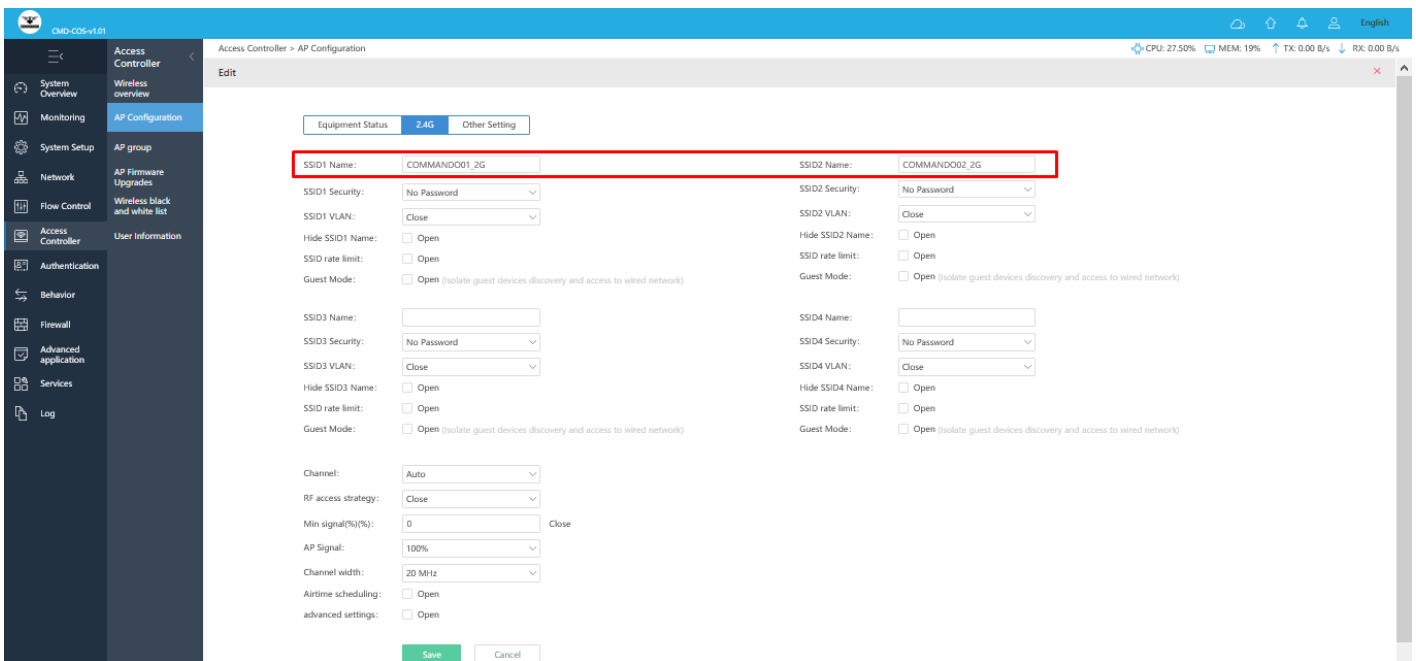 CMD-COS-v1.01
English
Access Controller
Access Controller > AP Configuration
CPU: 27.50% MEM: 19% TX: 0.00 B/s RX: 0.00 B/s
Edit
System Overview
Monitoring
System Setup
Network
Flow Control
Access Controller
Authentication
Behavior
Firewall
Advanced application
Services
Log
Wireless overview
AP Configuration
AP group
AP Firmware Upgrades
Wireless black and white list
User Information
Equipment Status 2.4G Other Setting
SSID1 Name: COMMANDO01_2G SSID2 Name: COMMANDO02_2G
SSID1 Security: No Password SSID2 Security: No Password
SSID1 VLAN: Close SSID2 VLAN: Close
Hide SSID1 Name: Open Hide SSID2 Name: Open
SSID rate limit: Open SSID rate limit: Open
Guest Mode: Open (Isolate guest devices discovery and access to wired network) Guest Mode: Open (Isolate guest devices discovery and access to wired network)
SSID3 Name: SSID4 Name:
SSID3 Security: No Password SSID4 Security: No Password
SSID3 VLAN: Close SSID4 VLAN: Close
Hide SSID3 Name: Open Hide SSID4 Name: Open
SSID rate limit: Open SSID rate limit: Open
Guest Mode: Open (Isolate guest devices discovery and access to wired network) Guest Mode: Open (Isolate guest devices discovery and access to wired network)
Channel: Auto
RF access strategy: Close
Min signal(%)(%): 0 Close
AP Signal: 100%
Channel width: 20 MHz
Airtime scheduling: Open
advanced settings: Open
Save Cancel